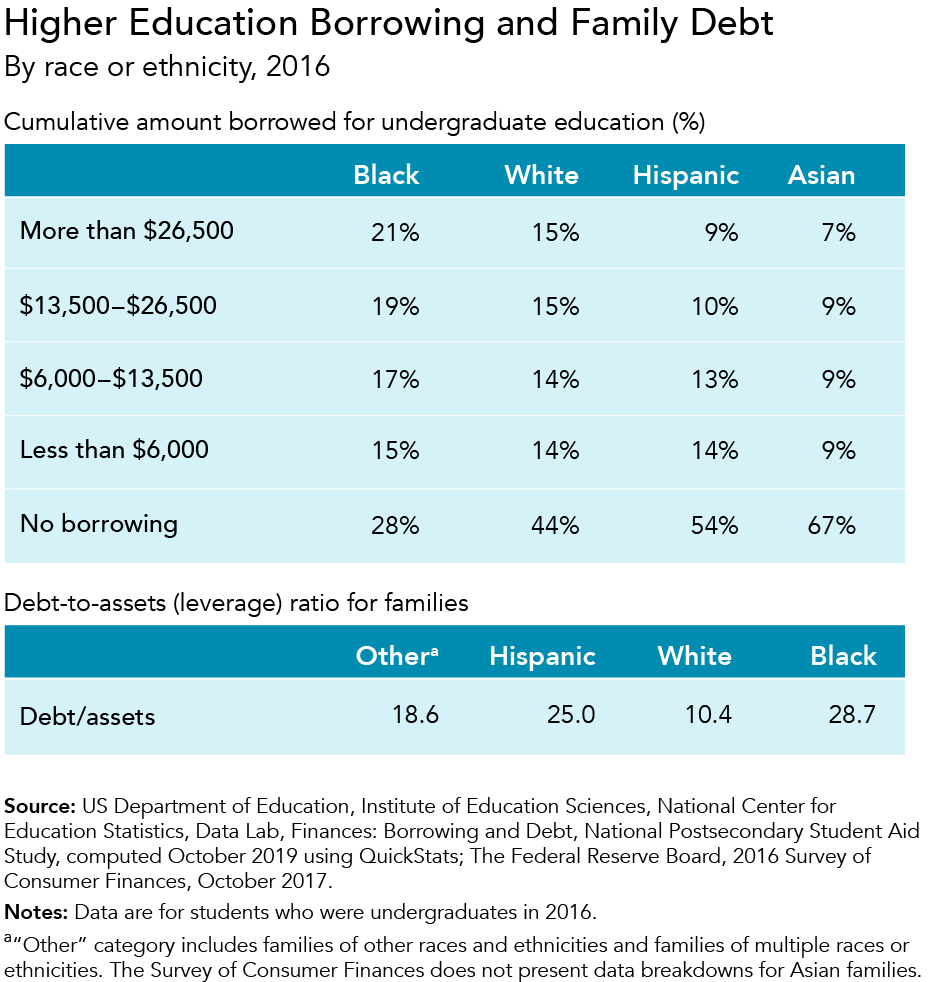 Higher Education Borrowing and Family Debt
By race or ethnicity, 2016
Cumulative amount borrowed for undergraduate education (%)
Black White Hispanic Asian
More than $26,500 21% 15% 9% 7%
$13,500–$26,500 19% 15% 10% 9%
$6,000–$13,500 17% 14% 13% 9%
Less than $6,000 15% 14% 14% 9%
No borrowing 28% 44% 54% 67%
Debt-to-assets (leverage) ratio for families
Otherᵃ Hispanic White Black
Debt/assets 18.6 25.0 10.4 28.7
Source: US Department of Education, Institute of Education Sciences, National Center for
Education Statistics, Data Lab, Finances: Borrowing and Debt, National Postsecondary Student Aid
Study, computed October 2019 using QuickStats; The Federal Reserve Board, 2016 Survey of
Consumer Finances, October 2017.
Notes: Data are for students who were undergraduates in 2016.
ᵃ“Other” category includes families of other races and ethnicities and families of multiple races or
ethnicities. The Survey of Consumer Finances does not present data breakdowns for Asian families.